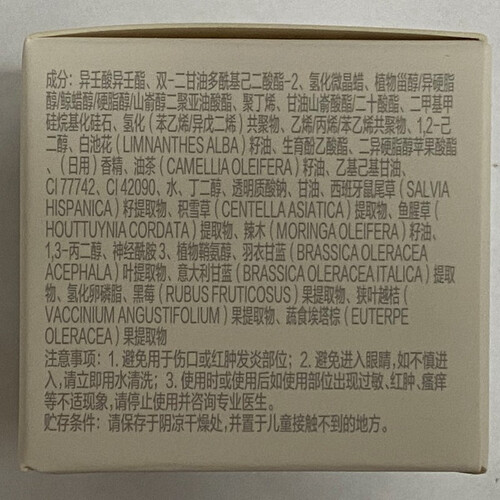 成分：异壬酸异壬酯、双-二甘油多酰基己二酸酯-2、氢化微晶蜡、植物甾醇/异硬脂
醇/鲸蜡醇/硬脂醇/山嵛醇二聚亚油酸酯、聚丁烯、甘油山嵛酸酯/二十酸酯、二甲基甲
硅烷基化硅石、氢化（苯乙烯/异戊二烯）共聚物、乙烯/丙烯/苯乙烯共聚物、1,2-己
二醇、白池花（LIMNANTHES ALBA）籽油、生育酚乙酸酯、二异硬脂醇苹果酸酯、
（日用）香精、油茶（CAMELLIA OLEIFERA）籽油、乙基己基甘油、
CI 77742、CI 42090、水、丁二醇、透明质酸钠、甘油、西班牙鼠尾草（SALVIA
HISPANICA）籽提取物、积雪草（CENTELLA ASIATICA）提取物、鱼腥草（
HOUTTUYNIA CORDATA）提取物、辣木（MORINGA OLEIFERA）籽油、
1,3-丙二醇、神经酰胺 3、植物鞘氨醇、羽衣甘蓝（BRASSICA OLERACEA
ACEPHALA）叶提取物、意大利甘蓝（BRASSICA OLERACEA ITALICA）提取
物、氢化卵磷脂、黑莓（RUBUS FRUTICOSUS）果提取物、狭叶越桔（
VACCINIUM ANGUSTIFOLIUM）果提取物、蔬食埃塔棕（EUTERPE
OLERACEA）果提取物
注意事项：1. 避免用于伤口或红肿发炎部位；2. 避免进入眼睛，如不慎进
入，请立即用水清洗；3. 使用时或使用后如使用部位出现过敏、红肿、瘙痒
等不适现象，请停止使用并咨询专业医生。
贮存条件：请保存于阴凉干燥处，并置于儿童接触不到的地方。